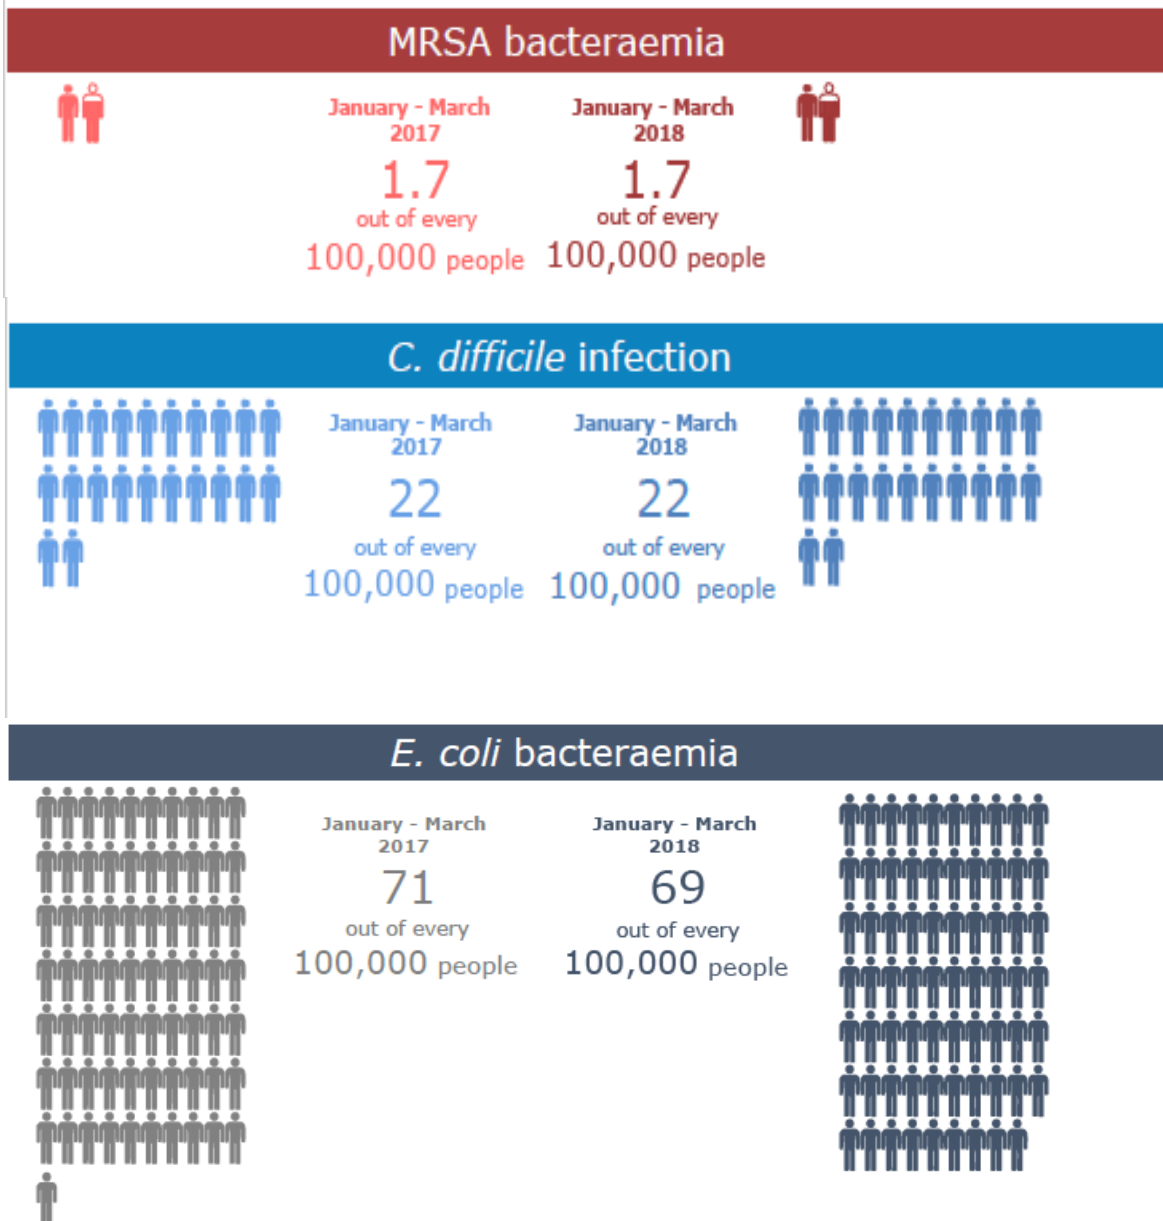 MRSA bacteraemia
January - March
2017
1.7
out of every
100,000 people
January - March
2018
1.7
out of every
100,000 people
C. difficile infection
January - March
2017
22
out of every
100,000 people
January - March
2018
22
out of every
100,000 people
E. coli bacteraemia
January - March
2017
71
out of every
100,000 people
January - March
2018
69
out of every
100,000 people